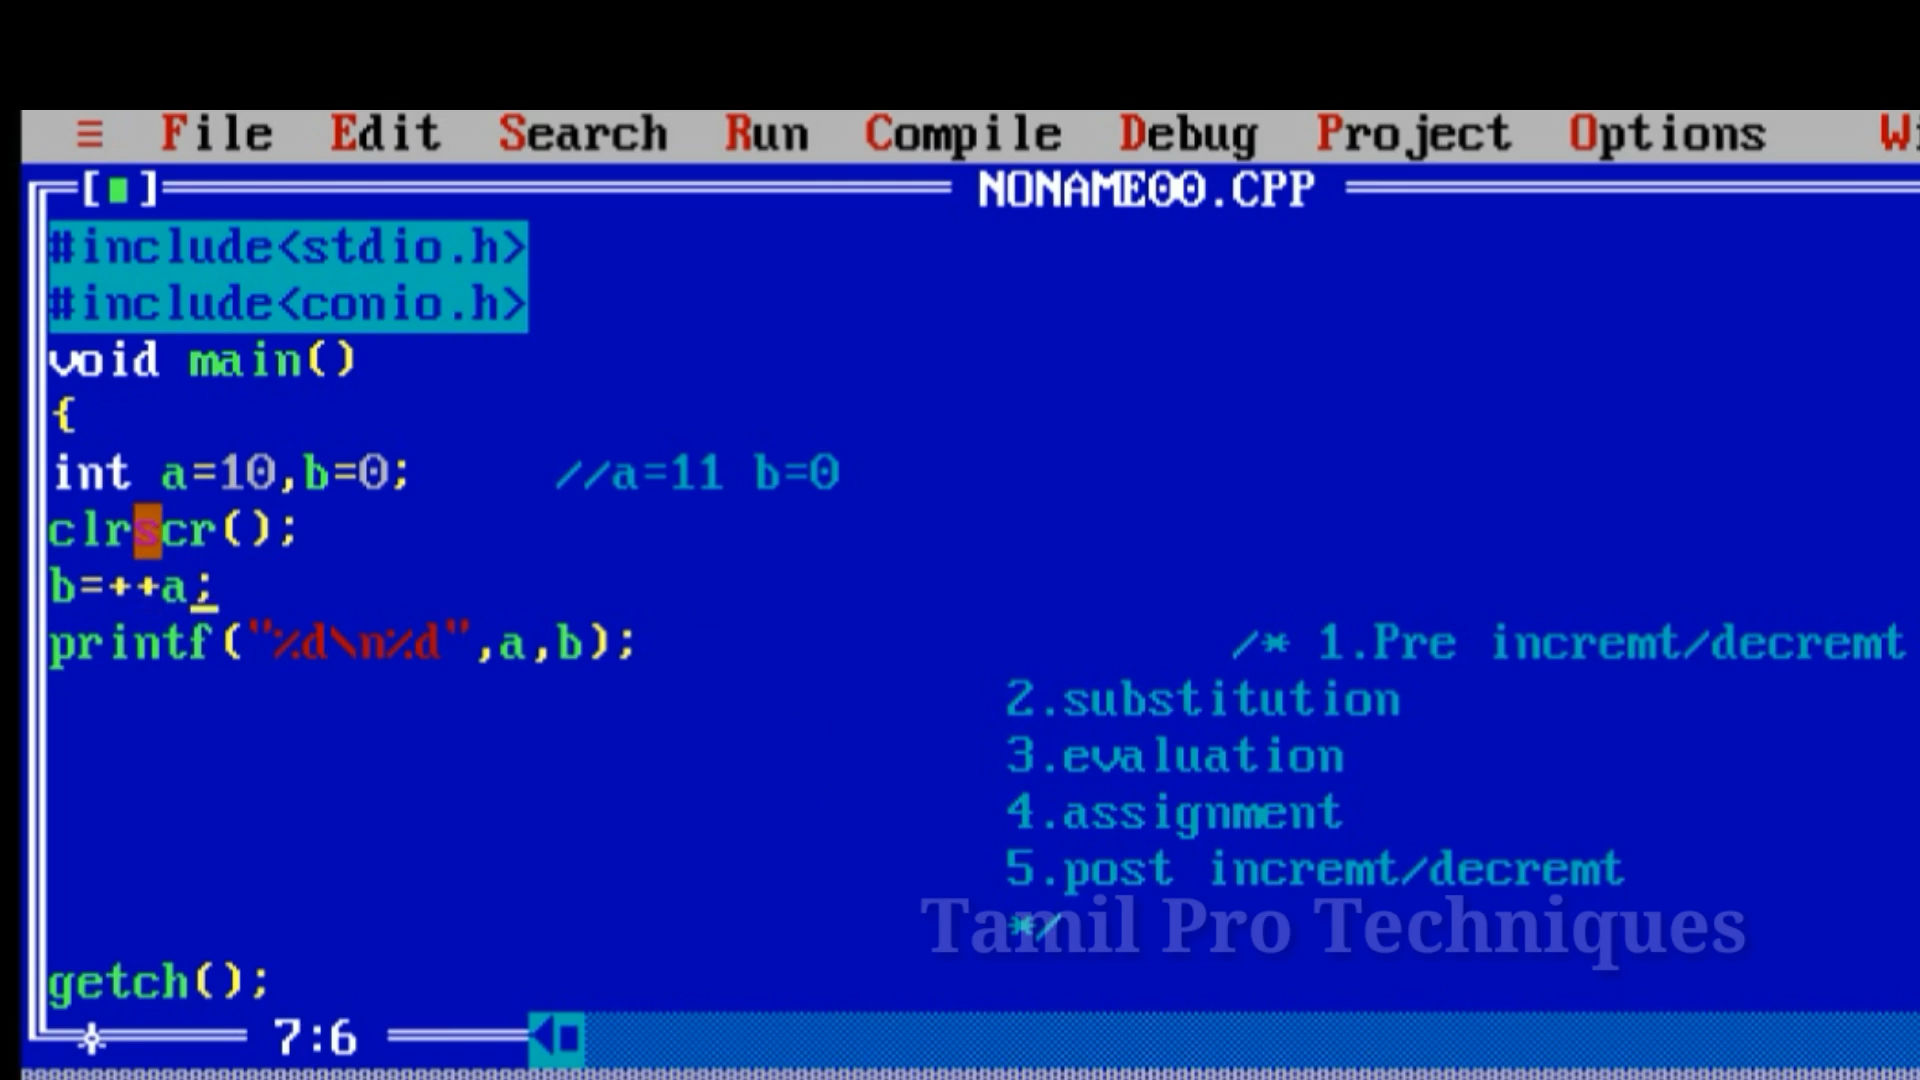 ≡ File Edit Search Run Compile Debug Project Options Wi
[■] NONAME00.CPP
#include<stdio.h>
#include<conio.h>
void main()
{
int a=10,b=0; //a=11 b=0
clrscr();
b=++a;
printf("%d\n%d",a,b); /* 1.Pre incremt/decremt
2.substitution
3.evaluation
4.assignment
5.post incremt/decremt
*/
Tamil Pro Techniques
getch();
7:6